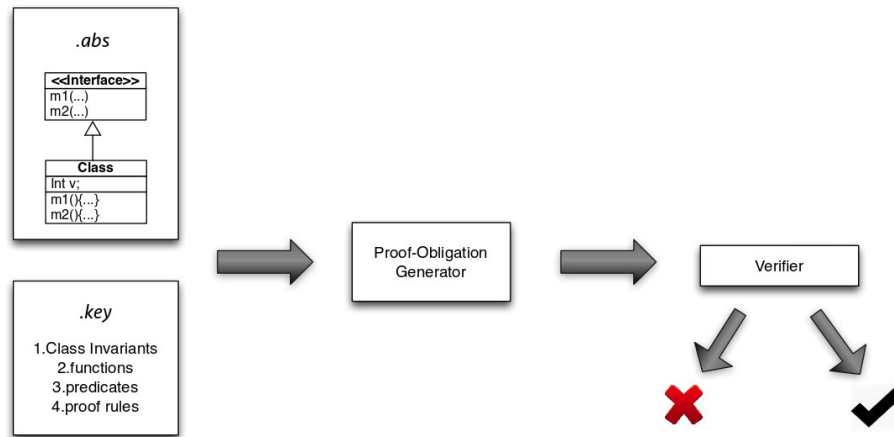 .abs
<<Interface>>
m1(...)
m2(...)
Class
Int v;
m1(){...}
m2(){...}
.key
1.Class Invariants
2.functions
3.predicates
4.proof rules
Proof-Obligation
Generator
Verifier